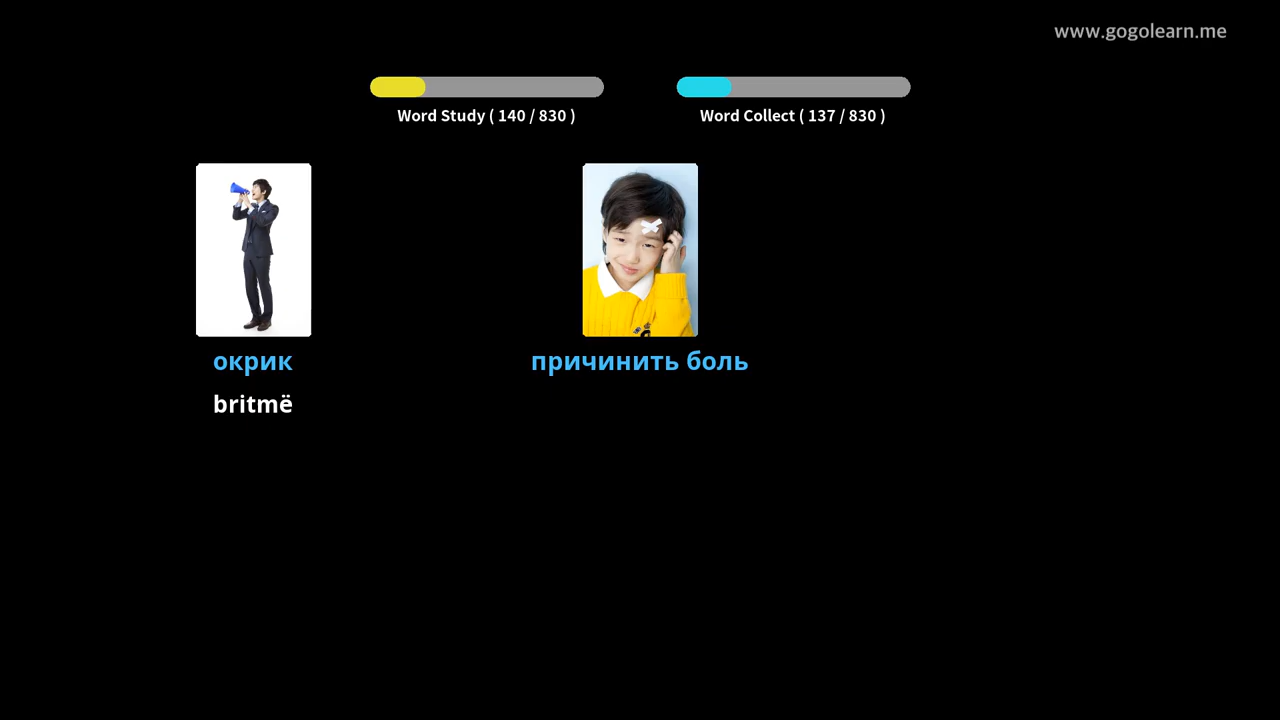 www.gogolearn.me
Word Study ( 140 / 830 )
Word Collect ( 137 / 830 )
окрик
причинить боль
britmë